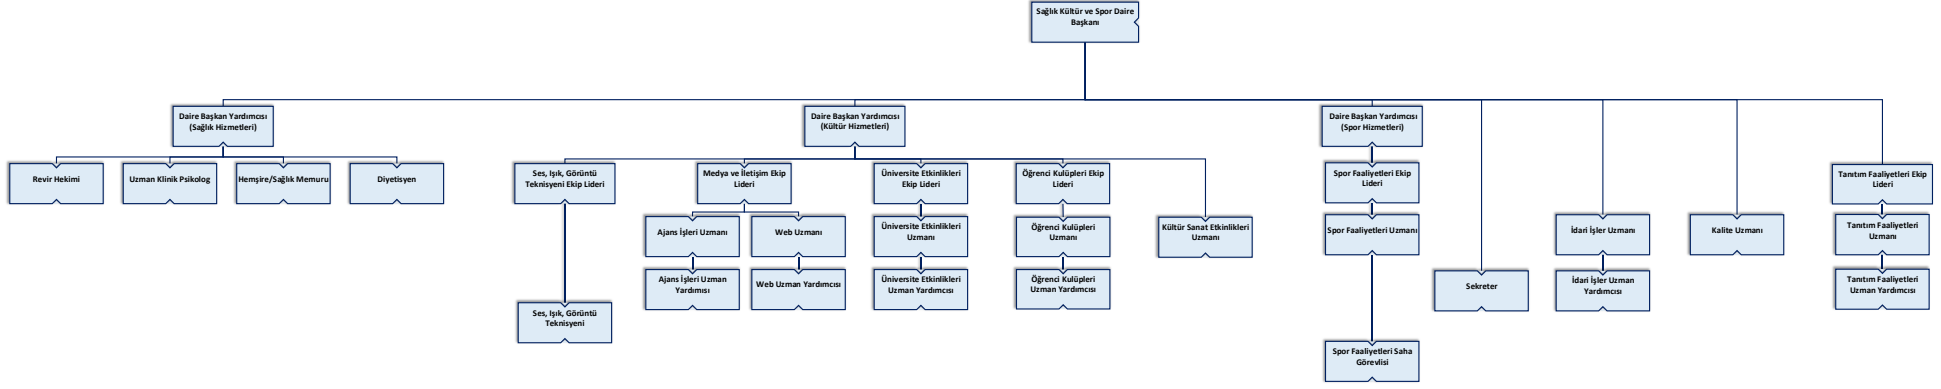 Sağlık Kültür ve Spor Daire
Başkanı
Daire Başkan Yardımcısı
(Sağlık Hizmetleri)
Daire Başkan Yardımcısı
(Kültür Hizmetleri)
Daire Başkan Yardımcısı
(Spor Hizmetleri)
Revir Hekimi
Uzman Klinik Psikolog
Hemşire/Sağlık Memuru
Diyetisyen
Ses, Işık, Görüntü
Teknisyeni Ekip Lideri
Medya ve İletişim Ekip
Lideri
Üniversite Etkinlikleri
Ekip Lideri
Öğrenci Kulüpleri Ekip
Lideri
Spor Faaliyetleri Ekip
Lideri
Tanıtım Faaliyetleri Ekip
Lideri
Ajans İşleri Uzmanı
Web Uzmanı
Üniversite Etkinlikleri
Uzmanı
Öğrenci Kulüpleri
Uzmanı
Kültür Sanat Etkinlikleri
Uzmanı
Spor Faaliyetleri Uzmanı
İdari İşler Uzmanı
Kalite Uzmanı
Tanıtım Faaliyetleri
Uzmanı
Ajans İşleri Uzman
Yardımısı
Web Uzman Yardımcısı
Üniversite Etkinlikleri
Uzman Yardımcısı
Öğrenci Kulüpleri
Uzman Yardımcısı
Sekreter
İdari İşler Uzman
Yardımcısı
Tanıtım Faaliyetleri
Uzman Yardımcısı
Ses, Işık, Görüntü
Teknisyeni
Spor Faaliyetleri Saha
Görevlisi